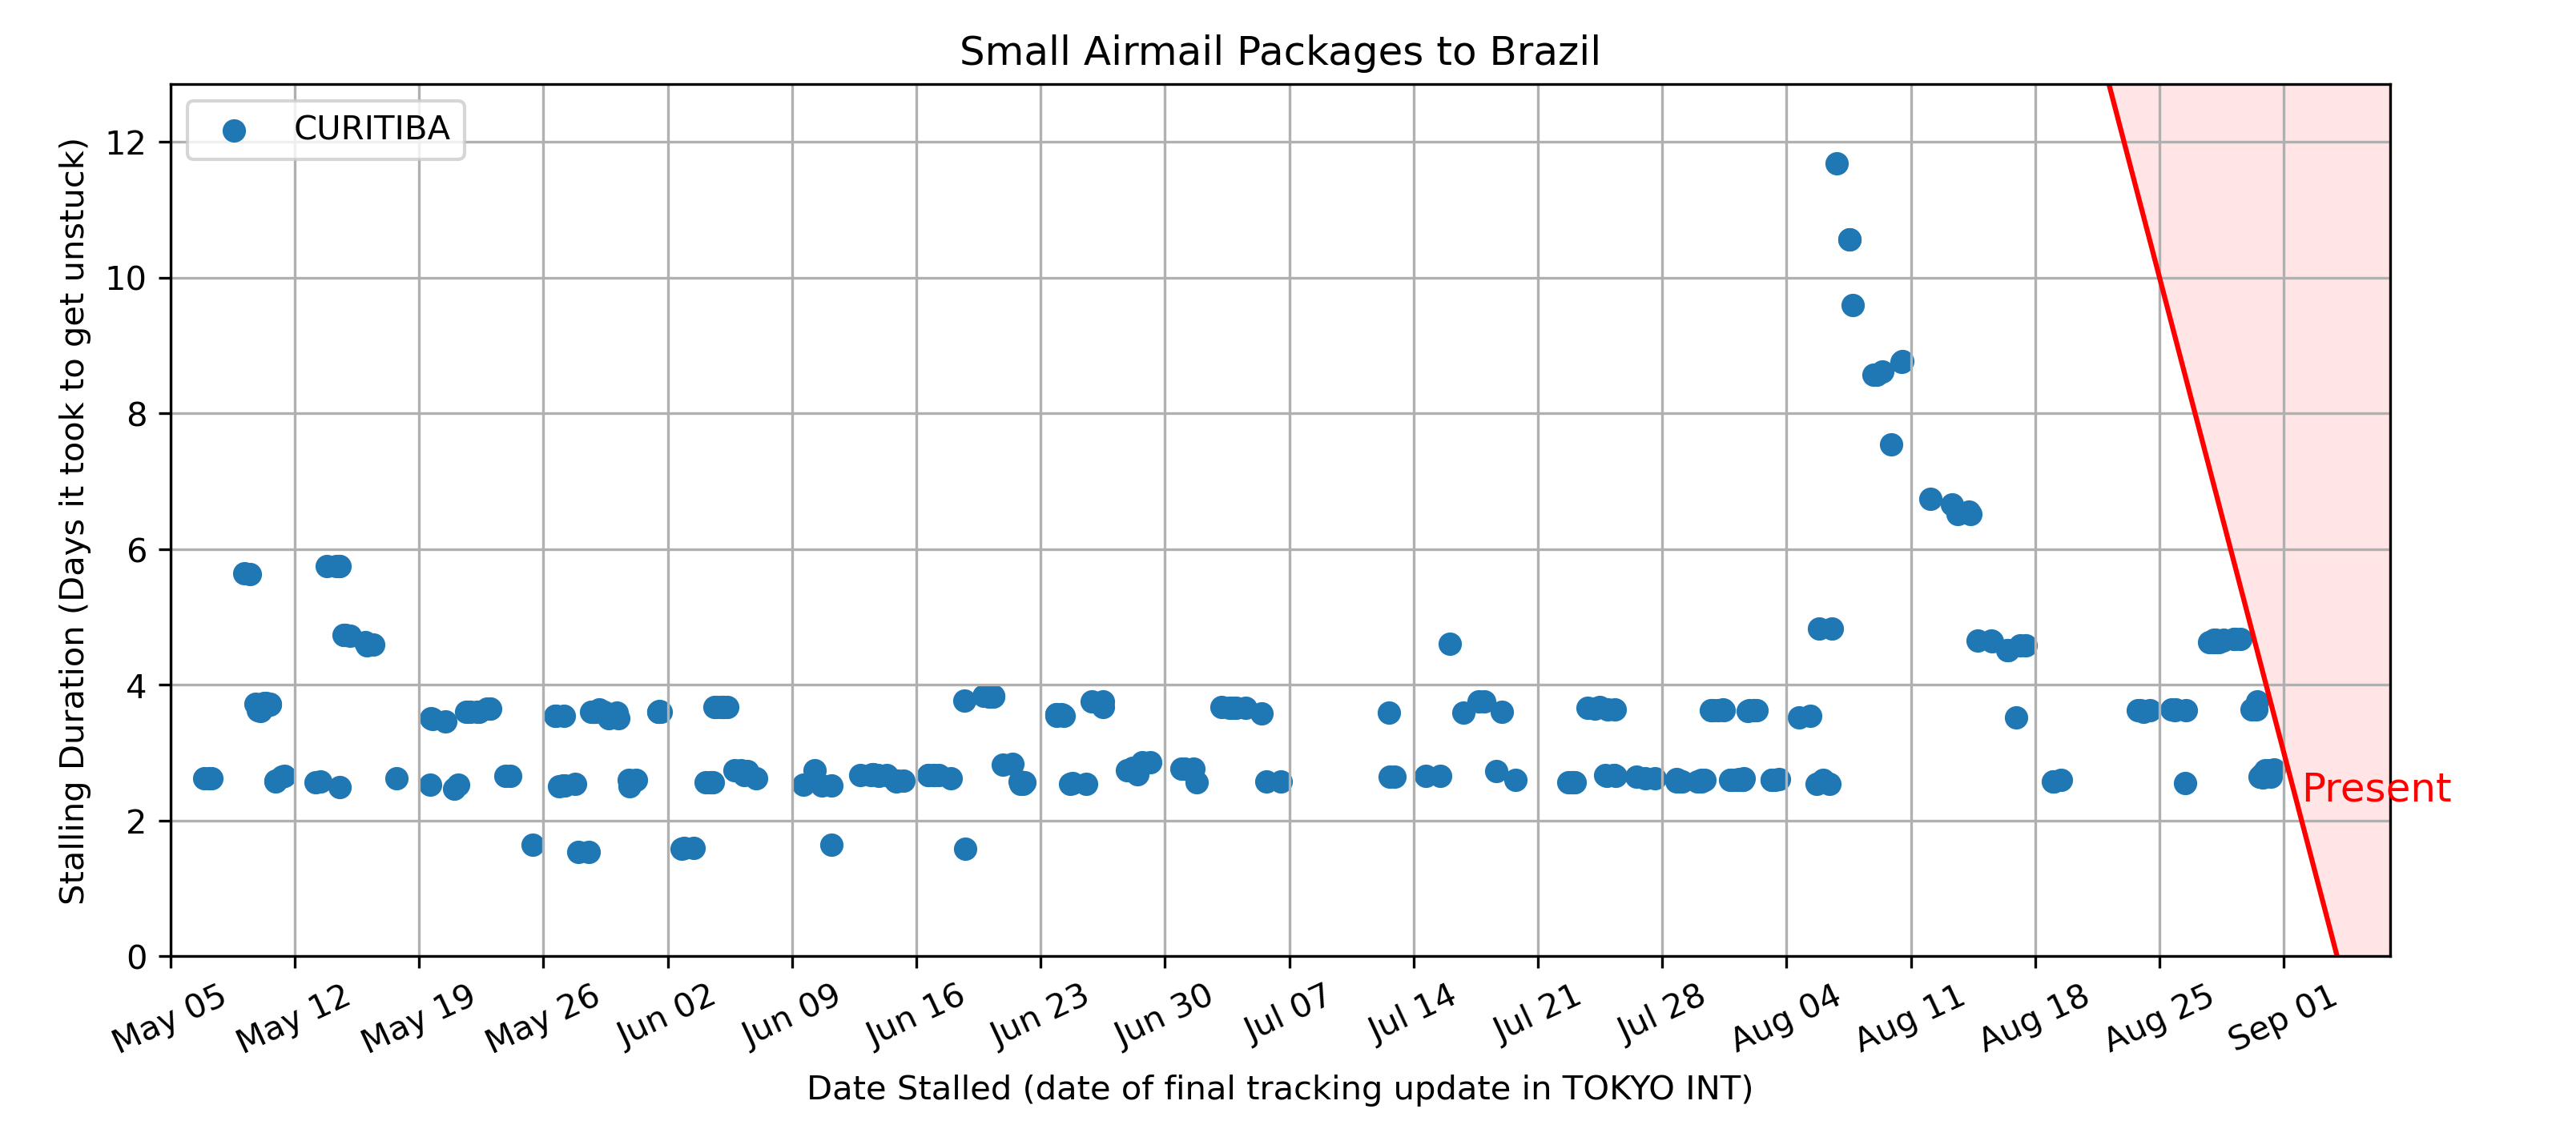 Small Airmail Packages to Brazil
CURITIBA
Stalling Duration (Days it took to get unstuck)
12
10
8
6
4
2
0
Present
May 05
May 12
May 19
May 26
Jun 02
Jun 09
Jun 16
Jun 23
Jun 30
Jul 07
Jul 14
Jul 21
Jul 28
Aug 04
Aug 11
Aug 18
Aug 25
Sep 01
Date Stalled (date of final tracking update in TOKYO INT)